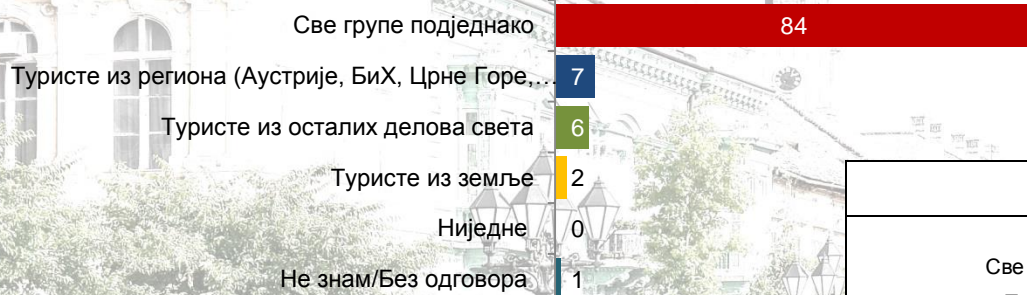 Све групе подједнако 84
Туристе из региона (Аустрије, БиХ, Црне Горе,… 7
Туристе из осталих делова света 6
Туристе из земље 2
Ниједне 0
Не знам/Без одговора 1
Све